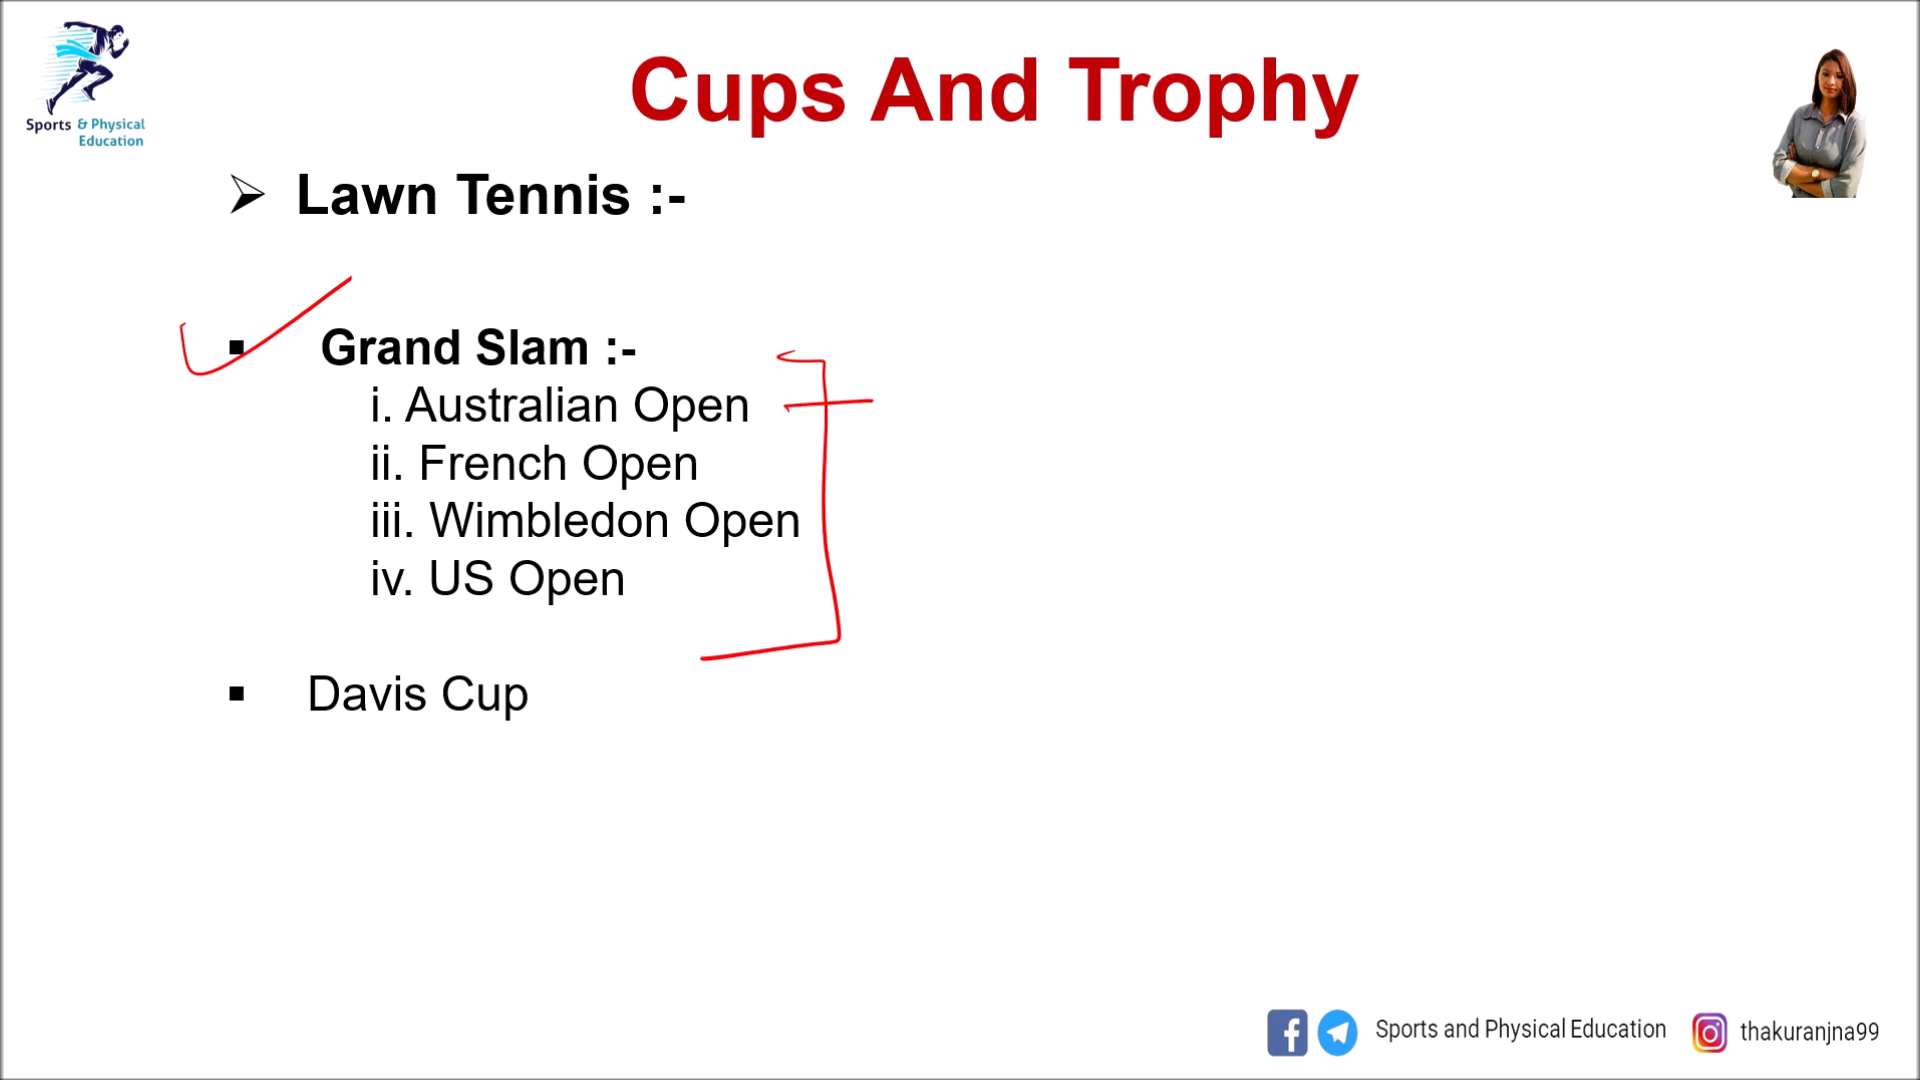 Sports & Physical
Education
Cups And Trophy
➢ Lawn Tennis :-
▪ Grand Slam :-
i. Australian Open
ii. French Open
iii. Wimbledon Open
iv. US Open
▪ Davis Cup
Sports and Physical Education thakuranjna99